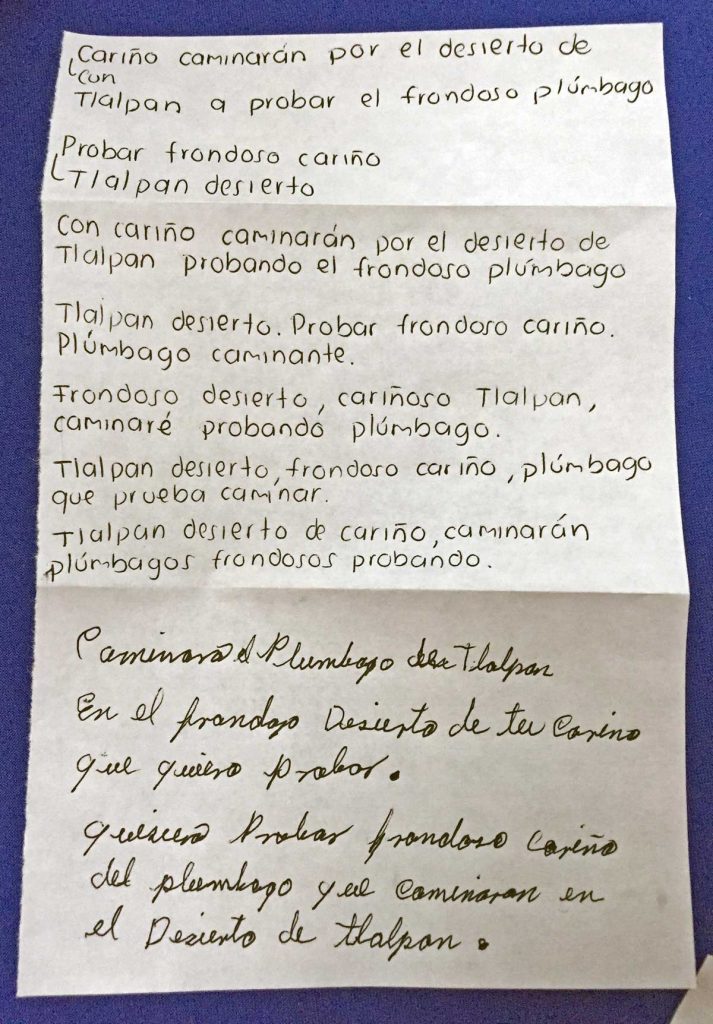 Cariño caminarán por el desierto de
con
Tlalpan a probar el frondoso plúmbago
Probar frondoso cariño
Tlalpan desierto
Con cariño caminarán por el desierto de
Tlalpan probando el frondoso plúmbago
Tlalpan desierto. Probar frondoso cariño.
Plúmbago caminante.
Frondoso desierto, cariñoso Tlalpan,
caminaré probando plúmbago.
Tlalpan desierto, frondoso cariño, plúmbago
que prueba caminar.
Tlalpan desierto de cariño, caminarán
plúmbagos frondosos probando.
Caminará el Plumbago de Tlalpan
En el frondoso Desierto de tu Cariño
que quiero Probar.
quisiera Probar frondoso Cariño
del plumbago que Caminaran en
el Desierto de tlalpan.